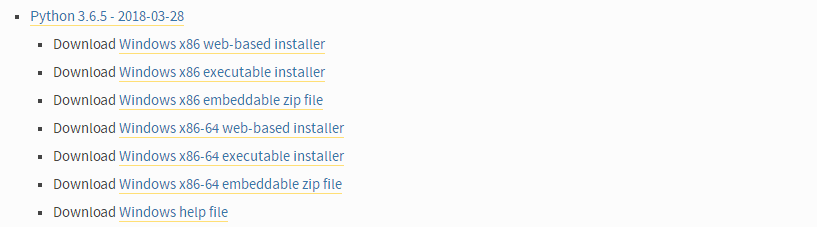 Python 3.6.5 - 2018-03-28
Download Windows x86 web-based installer
Download Windows x86 executable installer
Download Windows x86 embeddable zip file
Download Windows x86-64 web-based installer
Download Windows x86-64 executable installer
Download Windows x86-64 embeddable zip file
Download Windows help file